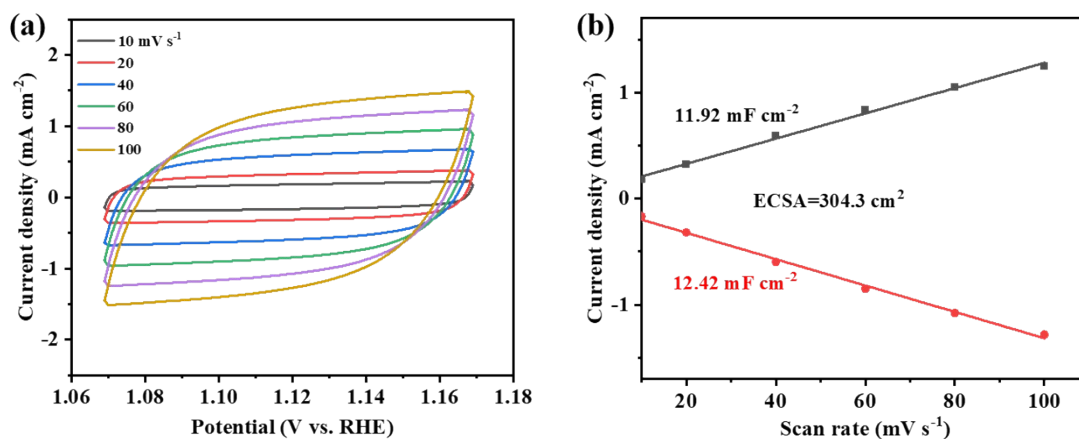 (a)
10 mV s⁻¹
20
40
60
80
100
2
1
0
-1
-2
Current density (mA cm⁻²)
1.06
1.08
1.10
1.12
1.14
1.16
1.18
Potential (V vs. RHE)
(b)
11.92 mF cm⁻²
ECSA=304.3 cm²
12.42 mF cm⁻²
1
0
-1
Current density (mA cm⁻²)
20
40
60
80
100
Scan rate (mV s⁻¹)